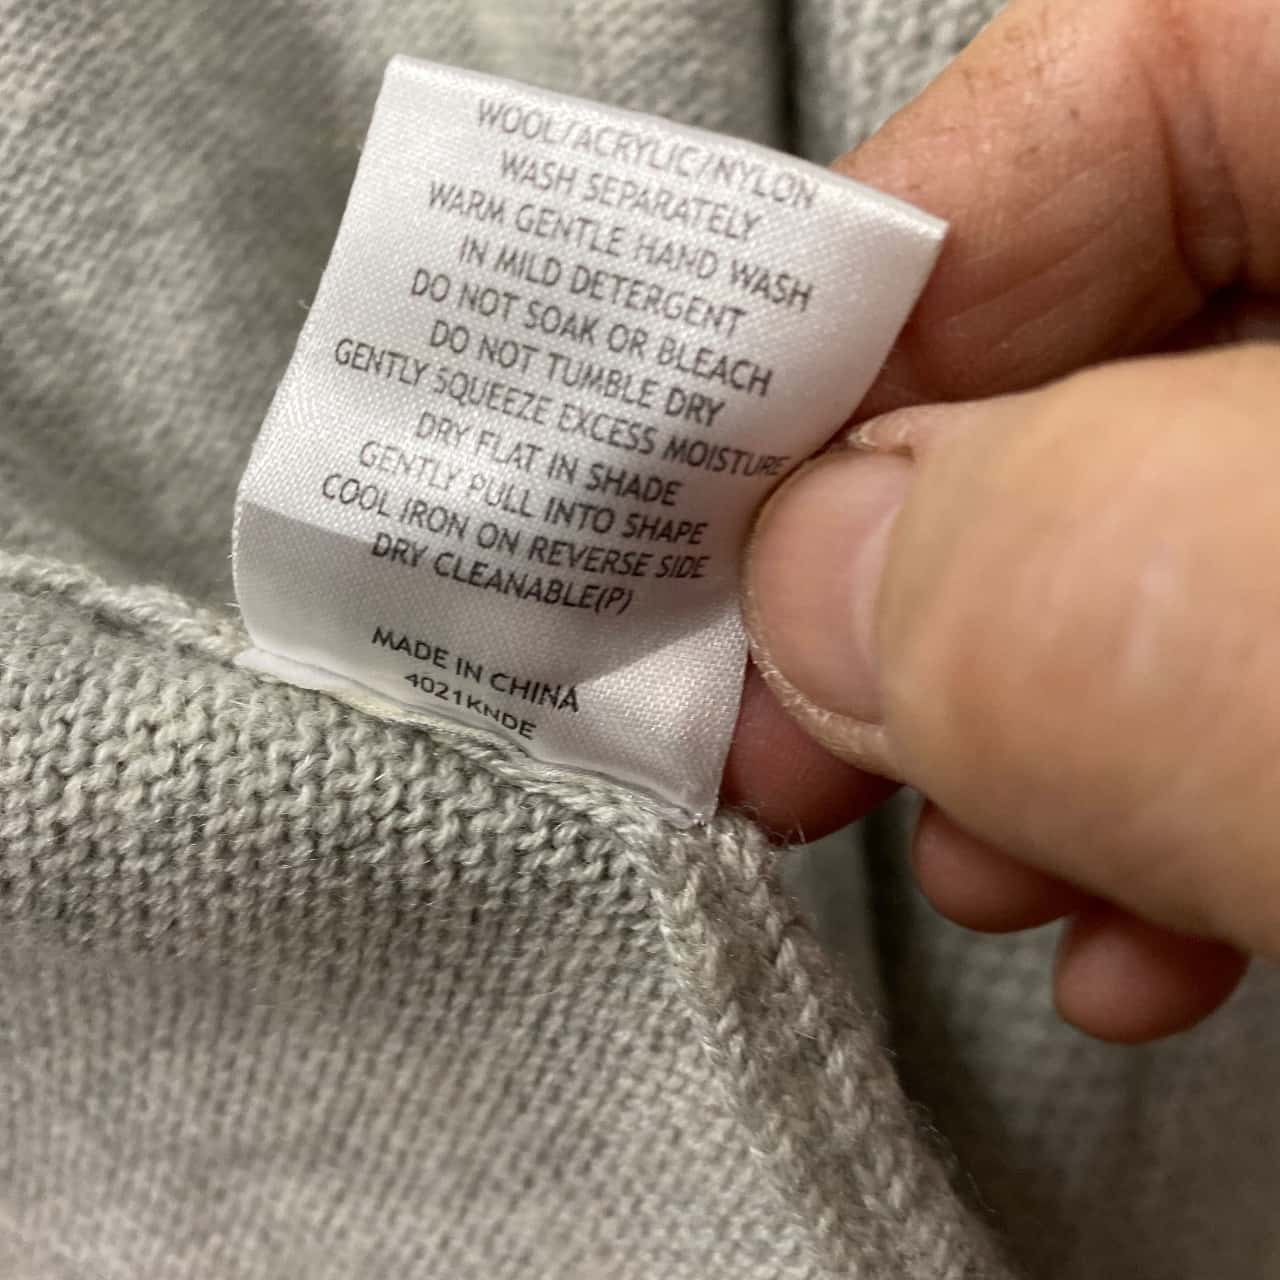 WOOL/ACRYLIC/NYLON
WASH SEPARATELY
WARM GENTLE HAND WASH
IN MILD DETERGENT
DO NOT SOAK OR BLEACH
DO NOT TUMBLE DRY
GENTLY SQUEEZE EXCESS MOISTURE
DRY FLAT IN SHADE
GENTLY PULL INTO SHAPE
COOL IRON ON REVERSE SIDE
DRY CLEANABLE(P)
MADE IN CHINA
4021KNDE